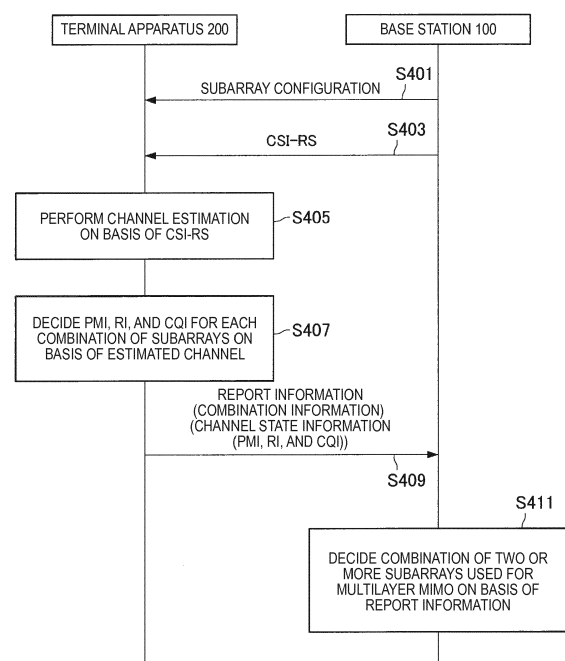 TERMINAL APPARATUS 200
BASE STATION 100
S401
SUBARRAY CONFIGURATION
S403
CSI-RS
PERFORM CHANNEL ESTIMATION
ON BASIS OF CSI-RS
S405
DECIDE PMI, RI, AND CQI FOR EACH
COMBINATION OF SUBARRAYS ON
BASIS OF ESTIMATED CHANNEL
S407
REPORT INFORMATION
(COMBINATION INFORMATION)
(CHANNEL STATE INFORMATION
(PMI, RI, AND CQI))
S409
S411
DECIDE COMBINATION OF TWO OR
MORE SUBARRAYS USED FOR
MULTILAYER MIMO ON BASIS OF
REPORT INFORMATION